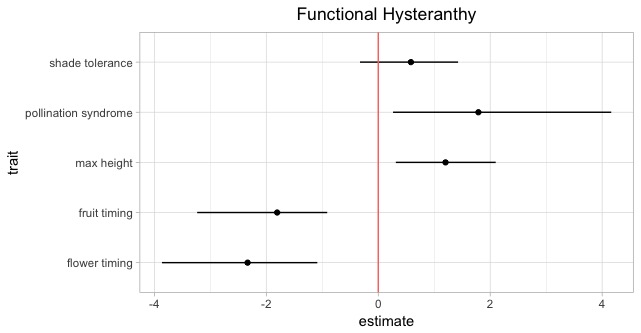 Functional Hysteranthy
shade tolerance
pollination syndrome
max height
fruit timing
flower timing
trait
-4 -2 0 2 4
estimate